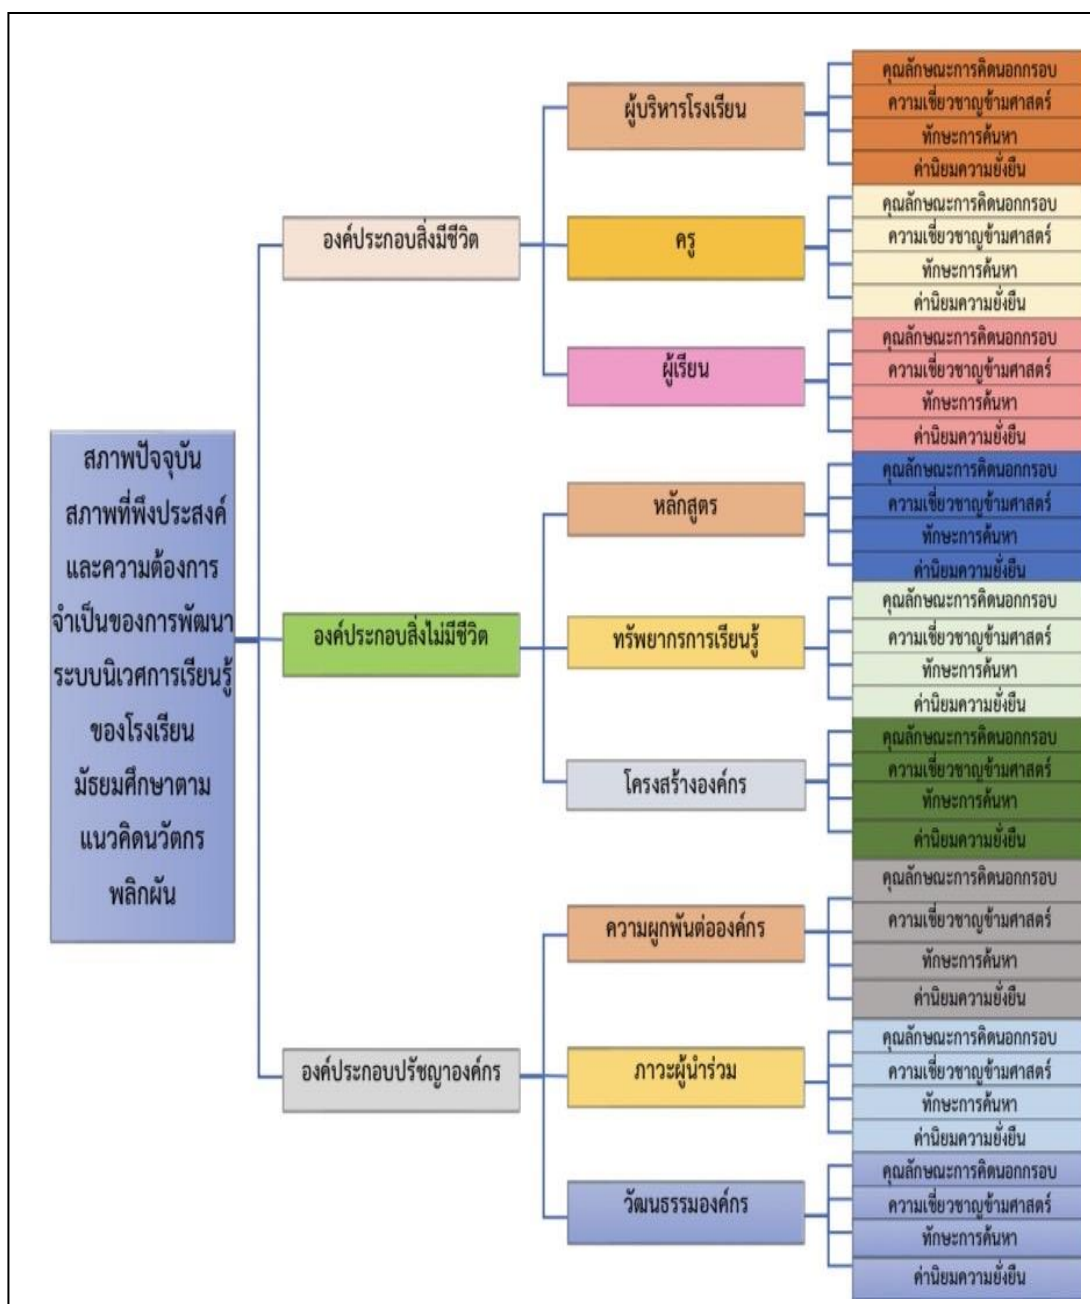 สภาพปัจจุบัน
สภาพที่พึงประสงค์
และความต้องการ
จำเป็นของการพัฒนา
ระบบนิเวศการเรียนรู้
ของโรงเรียน
มัธยมศึกษาตาม
แนวคิดนวัตกร
พลิกผัน
องค์ประกอบสิ่งมีชีวิต
ผู้บริหารโรงเรียน
คุณลักษณะการคิดนอกกรอบ
ความเชี่ยวชาญข้ามศาสตร์
ทักษะการค้นหา
ค่านิยมความยั่งยืน
ครู
คุณลักษณะการคิดนอกกรอบ
ความเชี่ยวชาญข้ามศาสตร์
ทักษะการค้นหา
ค่านิยมความยั่งยืน
ผู้เรียน
คุณลักษณะการคิดนอกกรอบ
ความเชี่ยวชาญข้ามศาสตร์
ทักษะการค้นหา
ค่านิยมความยั่งยืน
องค์ประกอบสิ่งไม่มีชีวิต
หลักสูตร
คุณลักษณะการคิดนอกกรอบ
ความเชี่ยวชาญข้ามศาสตร์
ทักษะการค้นหา
ค่านิยมความยั่งยืน
ทรัพยากรการเรียนรู้
คุณลักษณะการคิดนอกกรอบ
ความเชี่ยวชาญข้ามศาสตร์
ทักษะการค้นหา
ค่านิยมความยั่งยืน
โครงสร้างองค์กร
คุณลักษณะการคิดนอกกรอบ
ความเชี่ยวชาญข้ามศาสตร์
ทักษะการค้นหา
ค่านิยมความยั่งยืน
องค์ประกอบปรัชญาองค์กร
ความผูกพันต่อองค์กร
คุณลักษณะการคิดนอกกรอบ
ความเชี่ยวชาญข้ามศาสตร์
ทักษะการค้นหา
ค่านิยมความยั่งยืน
ภาวะผู้นำร่วม
คุณลักษณะการคิดนอกกรอบ
ความเชี่ยวชาญข้ามศาสตร์
ทักษะการค้นหา
ค่านิยมความยั่งยืน
วัฒนธรรมองค์กร
คุณลักษณะการคิดนอกกรอบ
ความเชี่ยวชาญข้ามศาสตร์
ทักษะการค้นหา
ค่านิยมความยั่งยืน